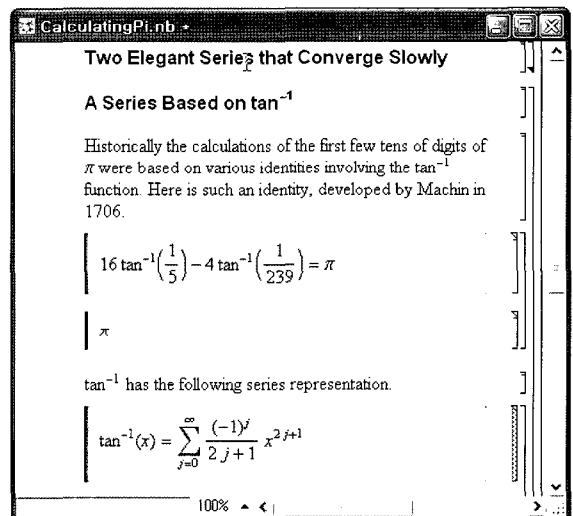 CalculatingPi.nb *
Two Elegant Series that Converge Slowly
A Series Based on tan⁻¹
Historically the calculations of the first few tens of digits of
π were based on various identities involving the tan⁻¹
function. Here is such an identity, developed by Machin in
1706.
16 tan⁻¹(1/5) − 4 tan⁻¹(1/239) = π
π
tan⁻¹ has the following series representation.
tan⁻¹(x) = ∑_{j=0}^{∞} (−1)^j/(2 j+1) x^{2 j+1}
100%